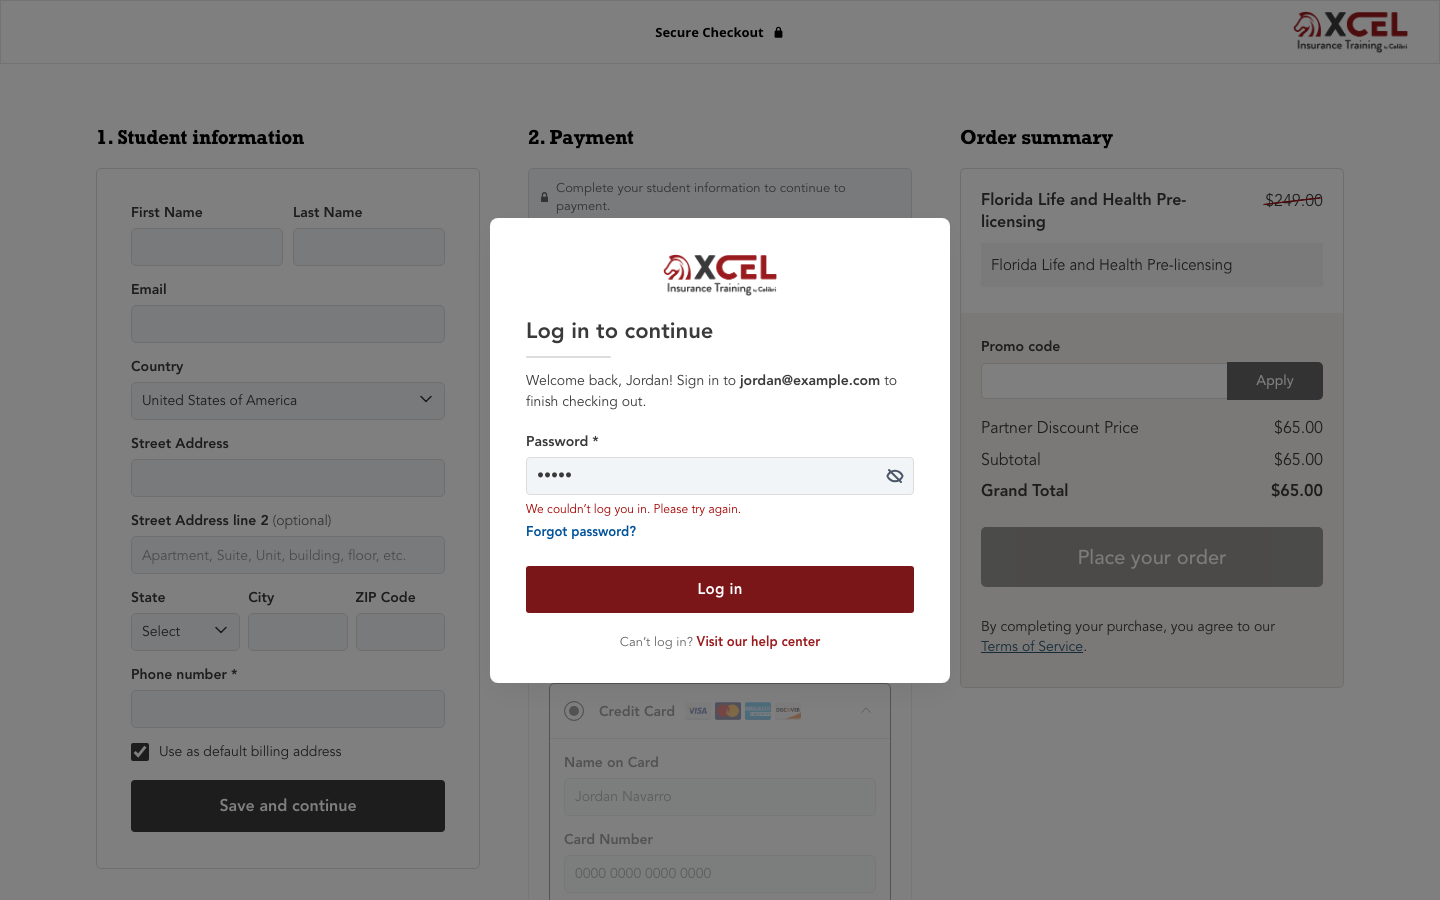 Secure Checkout
XCEL
Insurance Training by Calibri
1. Student information
First Name
Last Name
Email
Country
United States of America
Street Address
Street Address line 2 (optional)
Apartment, Suite, Unit, building, floor, etc.
State
City
ZIP Code
Select
Phone number *
Use as default billing address
Save and continue
2. Payment
Complete your student information to continue to
payment.
XCEL
Insurance Training by Calibri
Log in to continue
Welcome back, Jordan! Sign in to jordan@example.com to
finish checking out.
Password *
We couldn't log you in. Please try again.
Forgot password?
Log in
Can't log in? Visit our help center
Credit Card
VISA
DISCOVER
Name on Card
Jordan Navarro
Card Number
0000 0000 0000 0000
Order summary
Florida Life and Health Pre-
licensing
$249.00
Florida Life and Health Pre-licensing
Promo code
Apply
Partner Discount Price
$65.00
Subtotal
$65.00
Grand Total
$65.00
Place your order
By completing your purchase, you agree to our
Terms of Service.